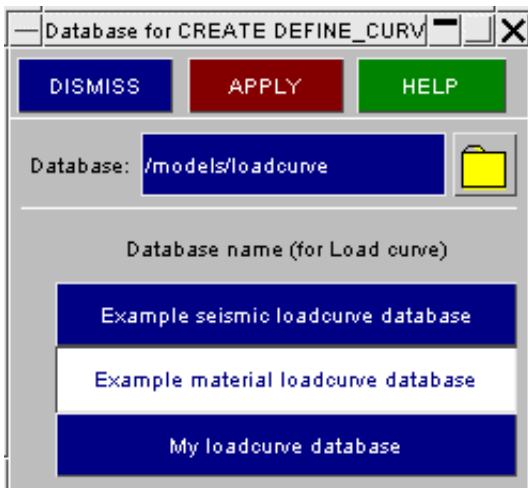 Database for CREATE DEFINE_CURV
DISMISS APPLY HELP
Database: /models/loadcurve
Database name (for Load curve)
Example seismic loadcurve database
Example material loadcurve database
My loadcurve database